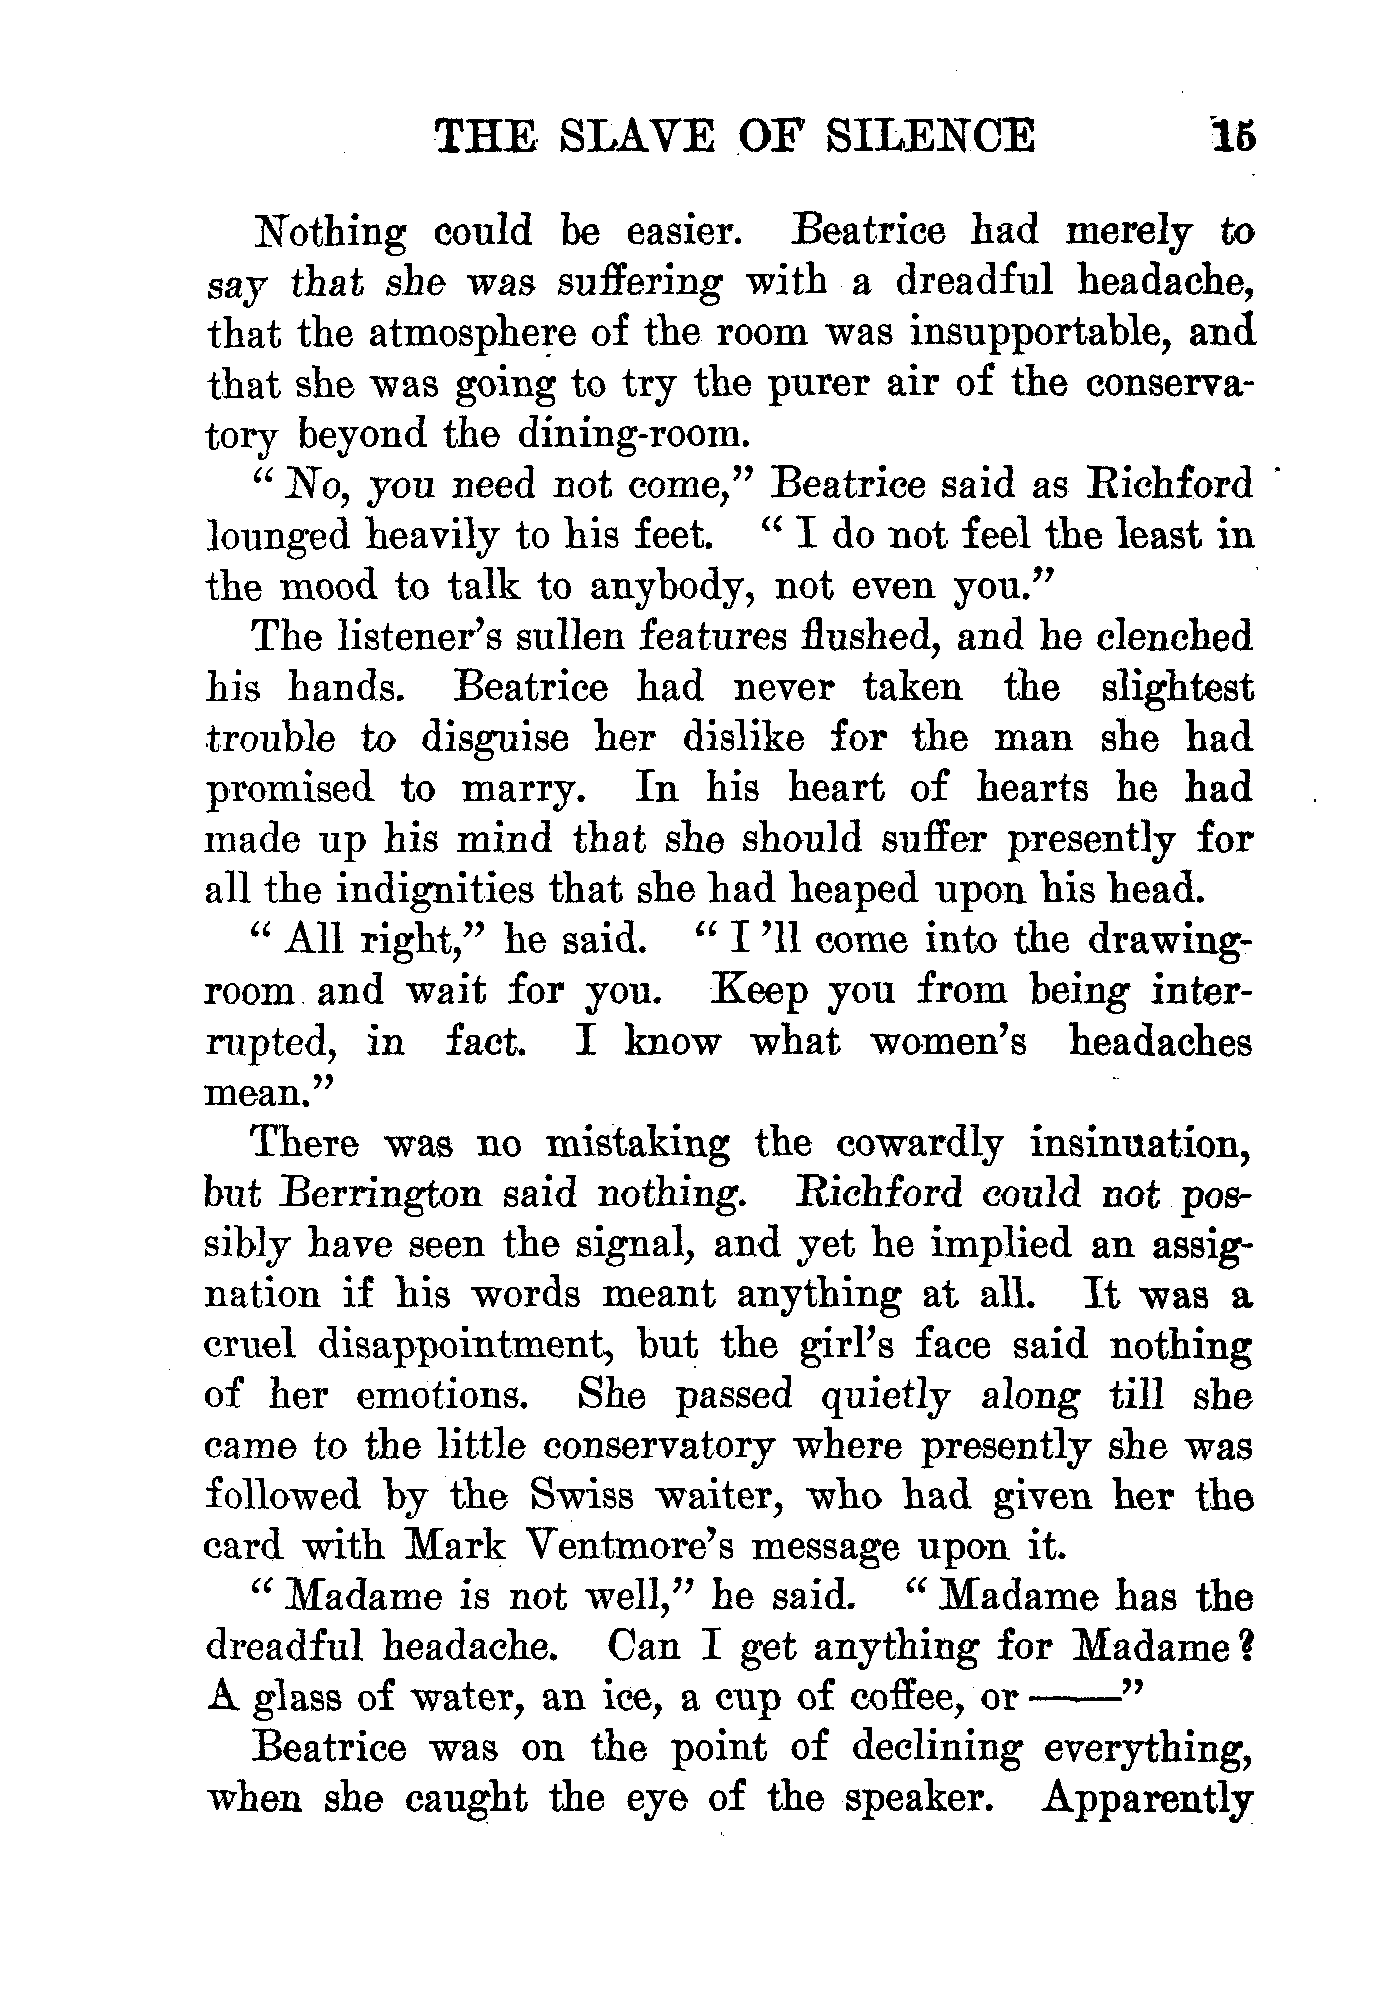 THE SLAVE OF SILENCE 15
Nothing could be easier. Beatrice had merely to
say that she was suffering with a dreadful headache,
that the atmosphere of the room was insupportable, and
that she was going to try the purer air of the conserva-
tory beyond the dining-room.
“ No, you need not come,” Beatrice said as Richford
lounged heavily to his feet. “ I do not feel the least in
the mood to talk to anybody, not even you.”
The listener’s sullen features flushed, and he clenched
his hands. Beatrice had never taken the slightest
trouble to disguise her dislike for the man she had
promised to marry. In his heart of hearts he had
made up his mind that she should suffer presently for
all the indignities that she had heaped upon his head.
“ All right,” he said. “ I ’ll come into the drawing-
room and wait for you. Keep you from being inter-
rupted, in fact. I know what women’s headaches
mean.”
There was no mistaking the cowardly insinuation,
but Berrington said nothing. Richford could not pos-
sibly have seen the signal, and yet he implied an assig-
nation if his words meant anything at all. It was a
cruel disappointment, but the girl’s face said nothing
of her emotions. She passed quietly along till she
came to the little conservatory where presently she was
followed by the Swiss waiter, who had given her the
card with Mark Ventmore’s message upon it.
“ Madame is not well,” he said. “ Madame has the
dreadful headache. Can I get anything for Madame?
A glass of water, an ice, a cup of coffee, or ——”
Beatrice was on the point of declining everything,
when she caught the eye of the speaker. Apparently